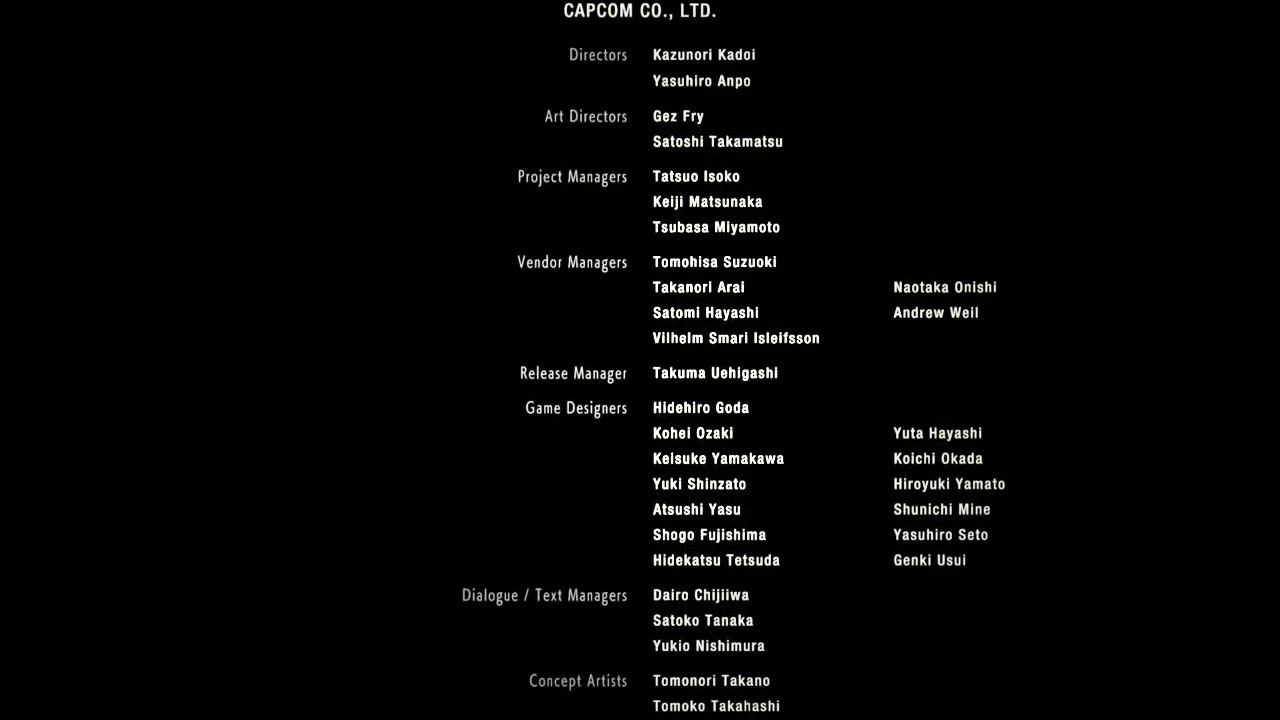 CAPCOM CO., LTD.
Directors Kazunori Kadoi
Yasuhiro Anpo
Art Directors Gez Fry
Satoshi Takamatsu
Project Managers Tatsuo Isoko
Keiji Matsunaka
Tsubasa Miyamoto
Vendor Managers Tomohisa Suzuoki
Takanori Arai Naotaka Onishi
Satomi Hayashi Andrew Weil
Vilhelm Smari Isleifsson
Release Manager Takuma Uehigashi
Game Designers Hidehiro Goda
Kohei Ozaki Yuta Hayashi
Keisuke Yamakawa Koichi Okada
Yuki Shinzato Hiroyuki Yamato
Atsushi Yasu Shunichi Mine
Shogo Fujishima Yasuhiro Seto
Hidekatsu Tetsuda Genki Usui
Dialogue / Text Managers Dairo Chijiiwa
Satoko Tanaka
Yukio Nishimura
Concept Artists Tomonori Takano
Tomoko Takahashi